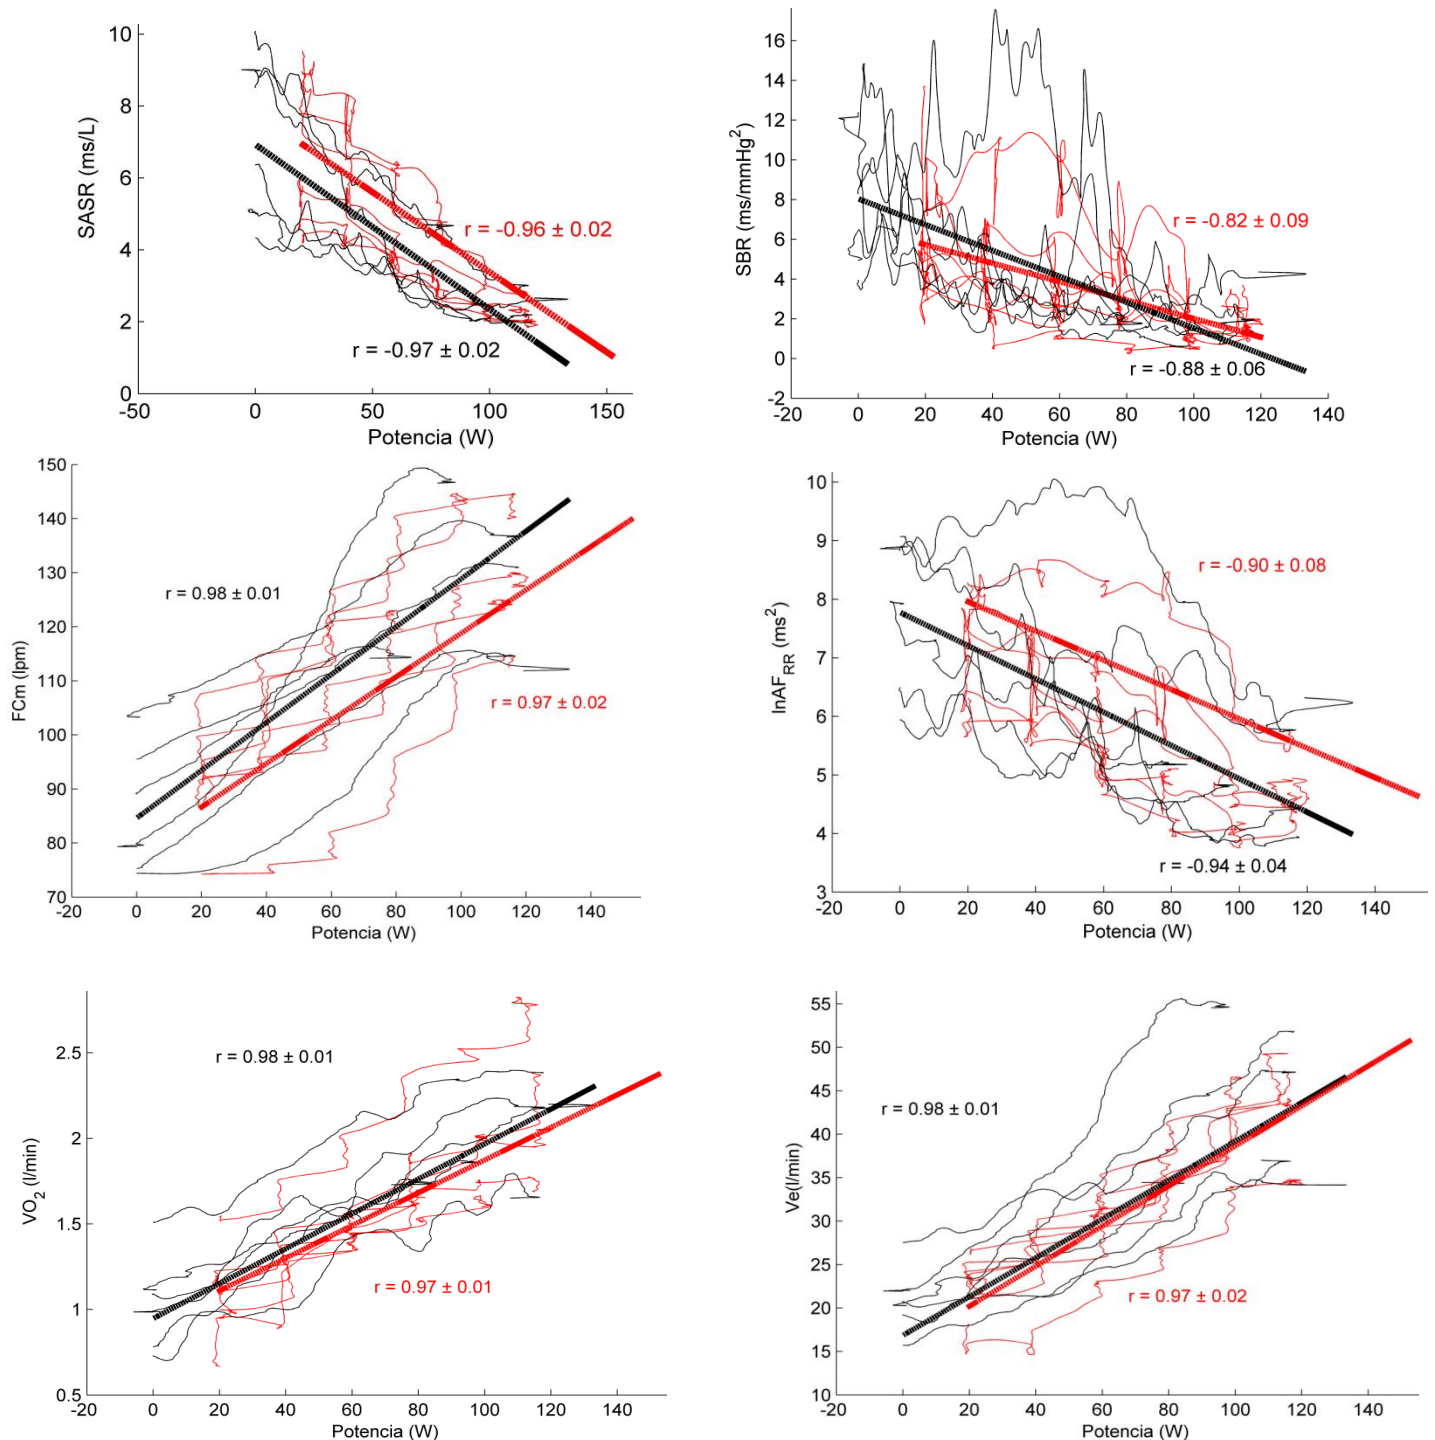 10
8
6
4
2
0
SASR (ms/L)
r = -0.96 ± 0.02
r = -0.97 ± 0.02
-50 0 50 100 150
Potencia (W)
16
14
12
10
8
6
4
2
0
-2
SBR (ms/mmHg²)
r = -0.82 ± 0.09
r = -0.88 ± 0.06
-20 0 20 40 60 80 100 120 140
Potencia (W)
150
140
130
120
110
100
90
80
70
FCm (lpm)
r = 0.98 ± 0.01
r = 0.97 ± 0.02
-20 0 20 40 60 80 100 120 140
Potencia (W)
10
9
8
7
6
5
4
3
lnAF_RR (ms²)
r = -0.90 ± 0.08
r = -0.94 ± 0.04
-20 0 20 40 60 80 100 120 140
Potencia (W)
2.5
2
1.5
1
0.5
VO₂ (l/min)
r = 0.98 ± 0.01
r = 0.97 ± 0.01
-20 0 20 40 60 80 100 120 140
Potencia (W)
55
50
45
40
35
30
25
20
15
10
Ve(l/min)
r = 0.98 ± 0.01
r = 0.97 ± 0.02
-20 0 20 40 60 80 100 120 140
Potencia (W)